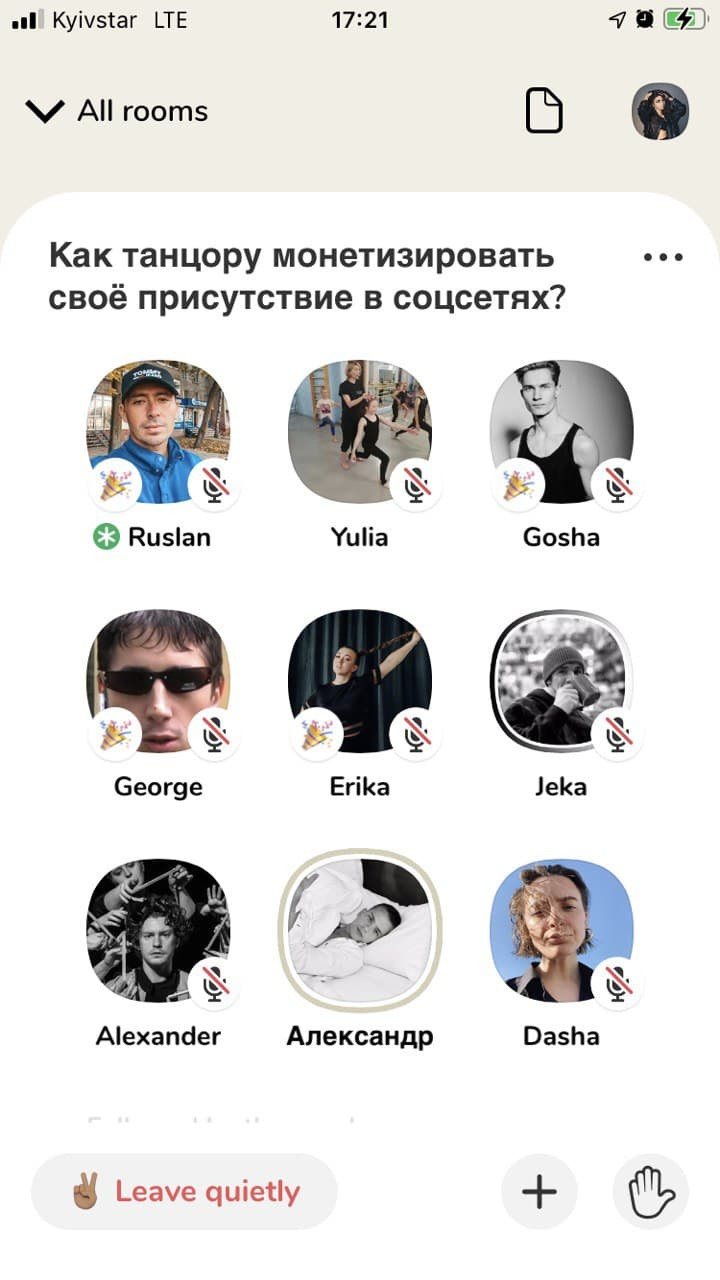 Kyivstar LTE 17:21
All rooms
Как танцору монетизировать
своё присутствие в соцсетях?
TOMMY
Ruslan Yulia Gosha
George Erika Jeka
Alexander Александр Dasha
Leave quietly